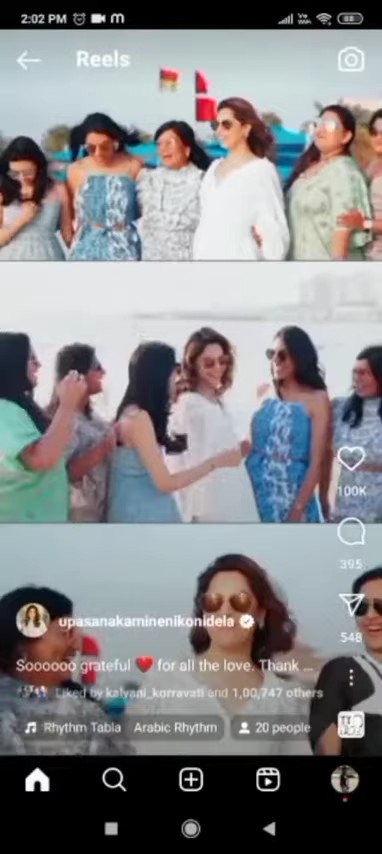 2:02 PM
Reels
100K
395
548
upasanakaminenikonidela
Soooooo grateful ❤️ for all the love. Thank ...
Liked by kalyani_korravati and 1,00,747 others
Rhythm Tabla Arabic Rhythm
20 people